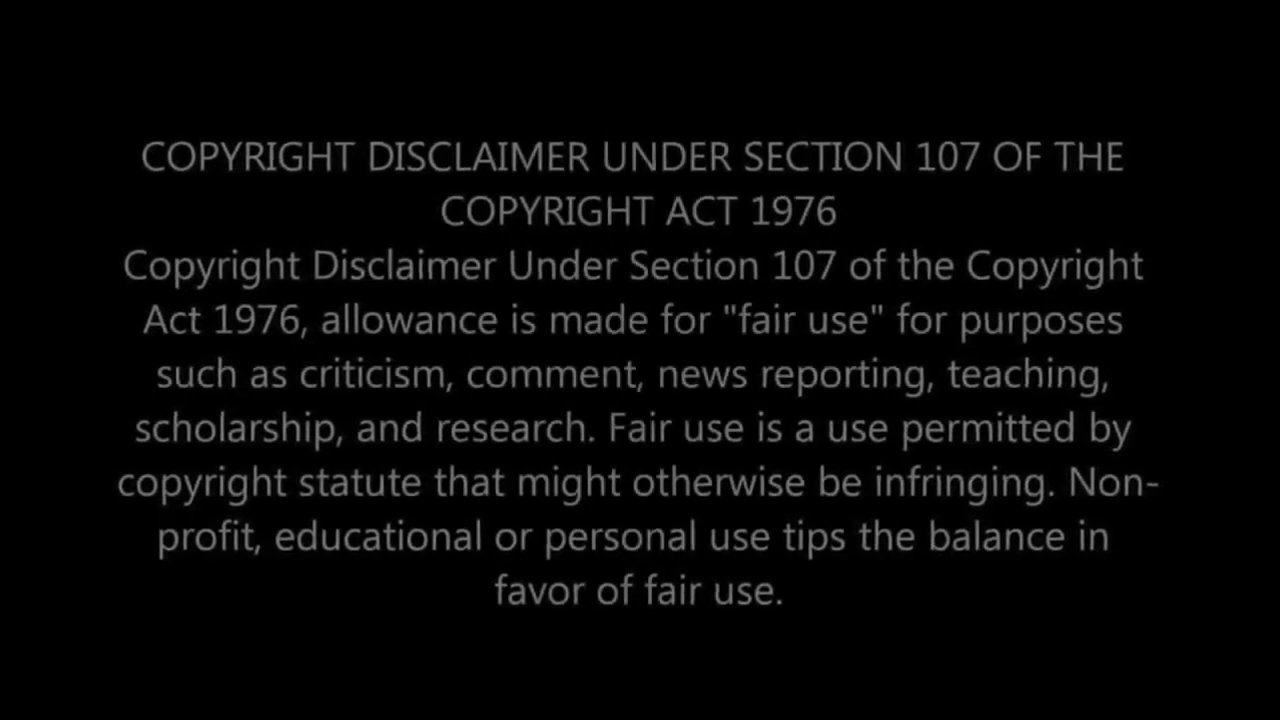 COPYRIGHT DISCLAIMER UNDER SECTION 107 OF THE
COPYRIGHT ACT 1976
Copyright Disclaimer Under Section 107 of the Copyright
Act 1976, allowance is made for "fair use" for purposes
such as criticism, comment, news reporting, teaching,
scholarship, and research. Fair use is a use permitted by
copyright statute that might otherwise be infringing. Non-
profit, educational or personal use tips the balance in
favor of fair use.